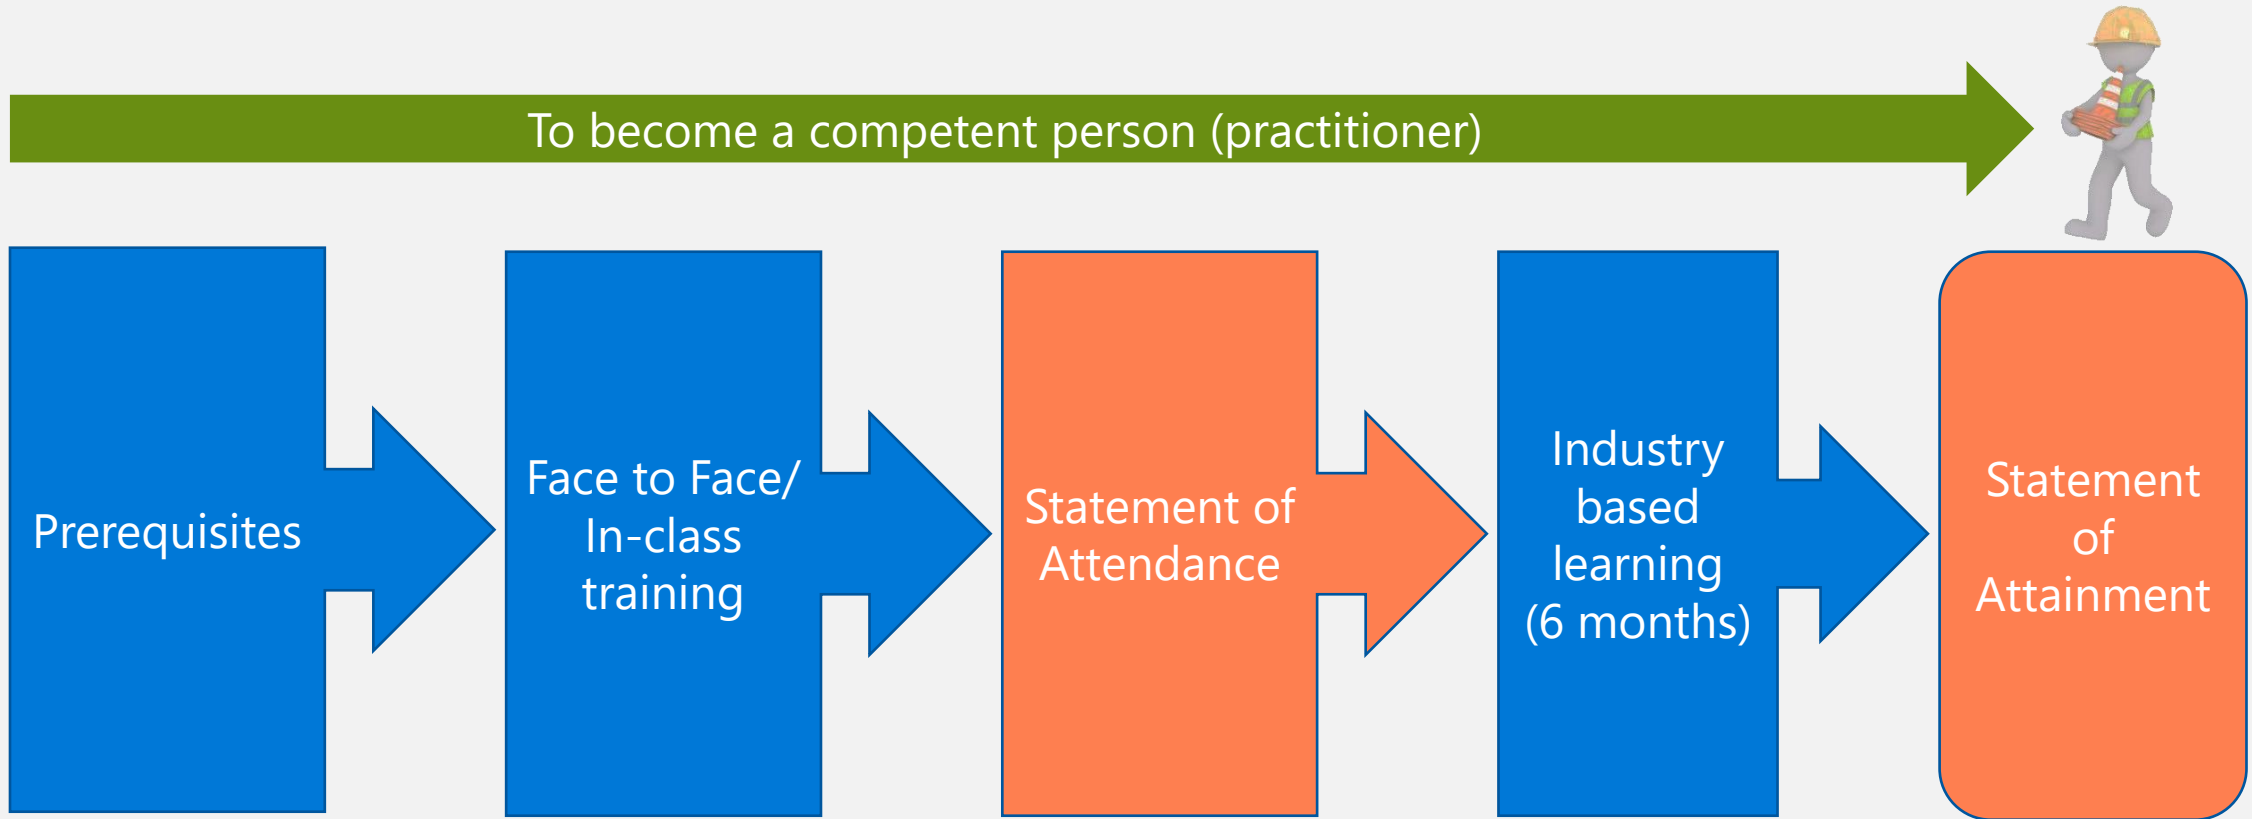 To become a competent person (practitioner)
Prerequisites
Face to Face/
In-class
training
Statement of
Attendance
Industry
based
learning
(6 months)
Statement
of
Attainment